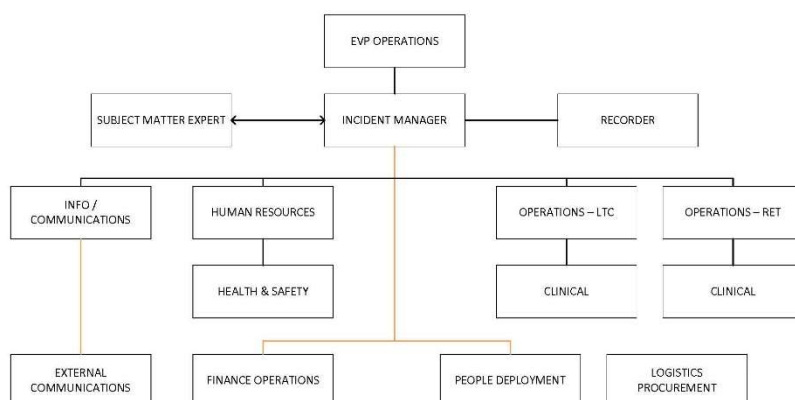 EVP OPERATIONS
SUBJECT MATTER EXPERT
INCIDENT MANAGER
RECORDER
INFO /
COMMUNICATIONS
HUMAN RESOURCES
OPERATIONS – LTC
OPERATIONS – RET
HEALTH & SAFETY
CLINICAL
CLINICAL
EXTERNAL
COMMUNICATIONS
FINANCE OPERATIONS
PEOPLE DEPLOYMENT
LOGISTICS
PROCUREMENT